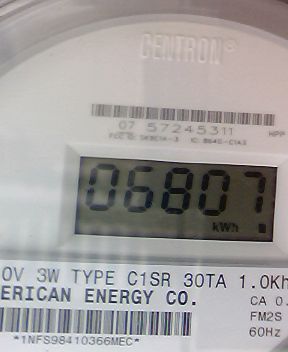 CENTRON®
07 57245311
HPP
06807
kWh
0V 3W TYPE C1SR 30TA 1.0Kh
ERICAN ENERGY CO.
CA 0.
FM2S
60Hz
*1NFS98410366MEC*